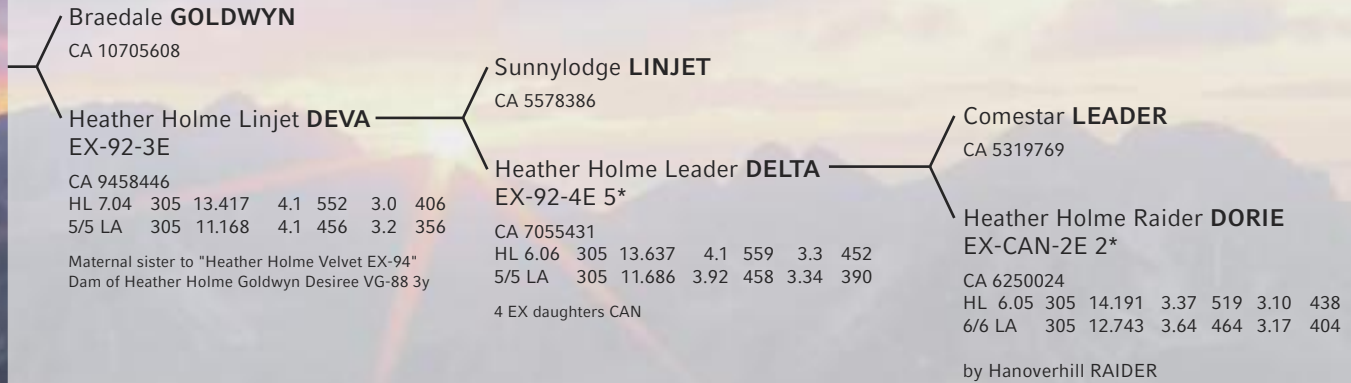 Braedale GOLDWYN
CA 10705608
Heather Holme Linjet DEVA
EX-92-3E
CA 9458446
HL 7.04 305 13.417 4.1 552 3.0 406
5/5 LA 305 11.168 4.1 456 3.2 356
Maternal sister to "Heather Holme Velvet EX-94"
Dam of Heather Holme Goldwyn Desiree VG-88 3y
Sunnylodge LINJET
CA 5578386
Heather Holme Leader DELTA
EX-92-4E 5*
CA 7055431
HL 6.06 305 13.637 4.1 559 3.3 452
5/5 LA 305 11.686 3.92 458 3.34 390
4 EX daughters CAN
Comestar LEADER
CA 5319769
Heather Holme Raider DORIE
EX-CAN-2E 2*
CA 6250024
HL 6.05 305 14.191 3.37 519 3.10 438
6/6 LA 305 12.743 3.64 464 3.17 404
by Hanoverhill RAIDER